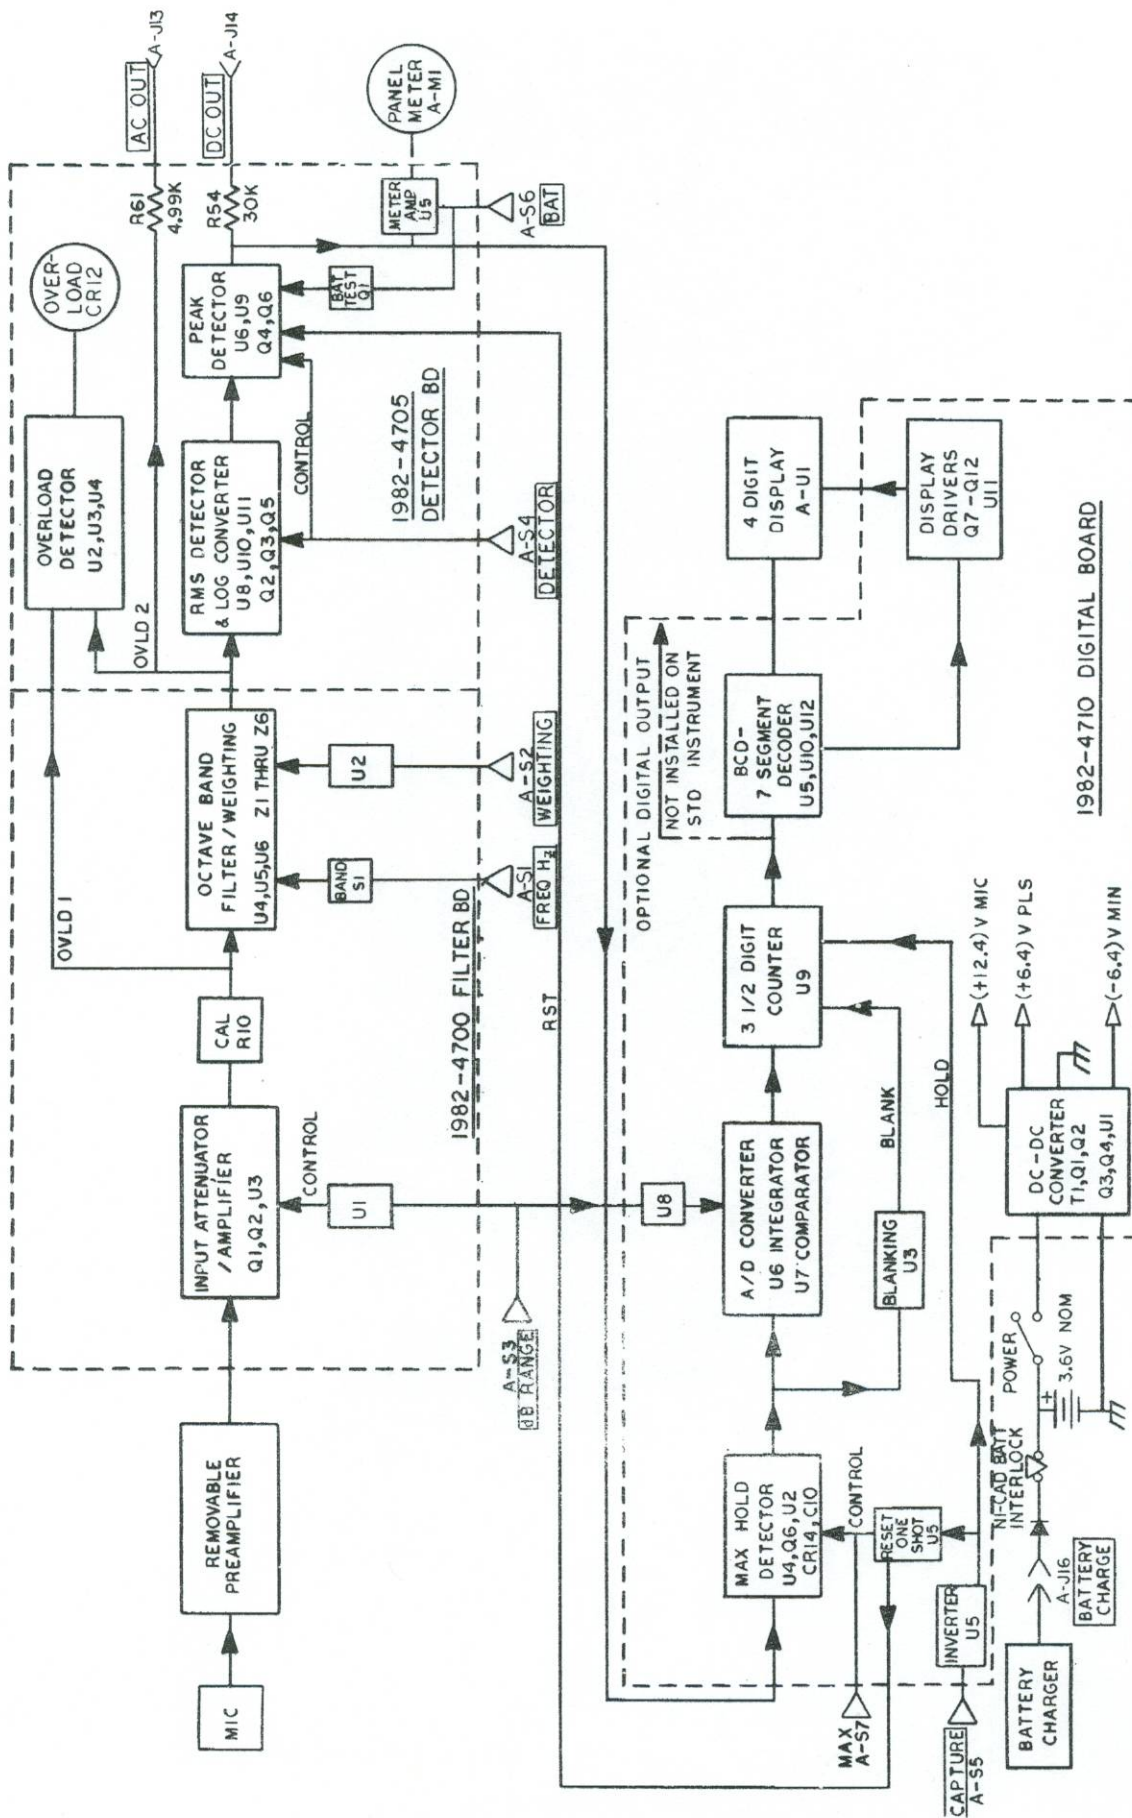 MIC
REMOVABLE
PREAMPLIFIER
INPUT ATTENUATOR
/AMPLIFIER
Q1,Q2,U3
CONTROL
U1
CAL
R10
OVLD 1
1982-4700 FILTER BD
OCTAVE BAND
FILTER/WEIGHTING
U4,U5,U6 Z1 THRU Z6
BAND
S1
U2
A-S1
FREQ Hz
A-S2
WEIGHTING
OVLD 2
OVERLOAD
DETECTOR
U2,U3,U4
OVER-
LOAD
CR12
RMS DETECTOR
& LOG CONVERTER
U8,U10,U11
Q2,Q3,Q5
CONTROL
A-S4
DETECTOR
1982-4705
DETECTOR BD
PEAK
DETECTOR
U6,U9
Q4,Q6
BAT
TEST
Q1
R61
4.99K
AC OUT
A-J13
R54
30K
DC OUT
A-J14
METER
AMP
U5
PANEL
METER
A-M1
A-S6
BAT
A-S3
dB RANGE
RST
OPTIONAL DIGITAL OUTPUT
NOT INSTALLED ON
STD INSTRUMENT
MAX HOLD
DETECTOR
U4,Q6,U2
CR14,C10
CONTROL
RESET
ONE
SHOT
U5
MAX
A-S7
CAPTURE
A-S5
INVERTER
U5
U8
A/D CONVERTER
U6 INTEGRATOR
U7 COMPARATOR
BLANKING
U3
BLANK
HOLD
3 1/2 DIGIT
COUNTER
U9
BCD-
7 SEGMENT
DECODER
U5,U10,U12
4 DIGIT
DISPLAY
A-U1
DISPLAY
DRIVERS
Q7-Q12
U11
1982-4710 DIGITAL BOARD
BATTERY
CHARGER
A-J16
BATTERY
CHARGE
NI-CAD BATT
INTERLOCK
POWER
+
3.6V NOM
DC-DC
CONVERTER
T1,Q1,Q2
Q3,Q4,U1
(+12.4) V MIC
(+6.4) V PLS
(-6.4) V MIN